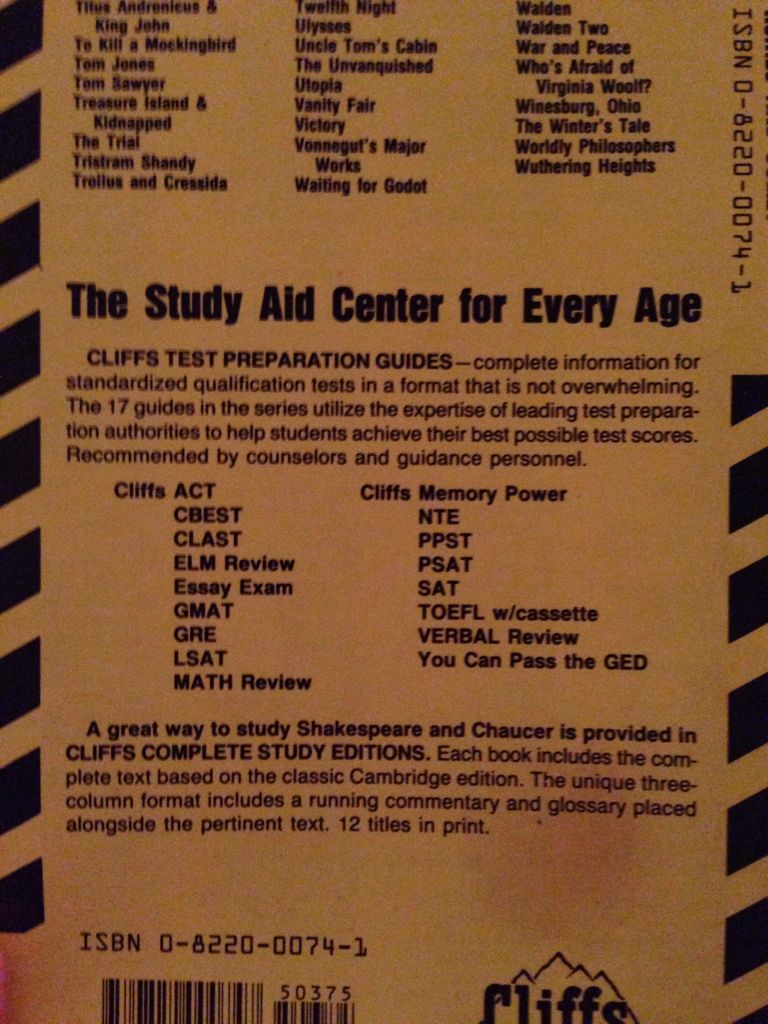 Titus Andronicus &
King John
To Kill a Mockingbird
Tom Jones
Tom Sawyer
Treasure Island &
Kidnapped
The Trial
Tristram Shandy
Troilus and Cressida
Twelfth Night
Ulysses
Uncle Tom's Cabin
The Unvanquished
Utopia
Vanity Fair
Victory
Vonnegut's Major
Works
Waiting for Godot
Walden
Walden Two
War and Peace
Who's Afraid of
Virginia Woolf?
Winesburg, Ohio
The Winter's Tale
Worldly Philosophers
Wuthering Heights
ISBN 0-8220-0074-1
The Study Aid Center for Every Age
CLIFFS TEST PREPARATION GUIDES—complete information for
standardized qualification tests in a format that is not overwhelming.
The 17 guides in the series utilize the expertise of leading test prepara-
tion authorities to help students achieve their best possible test scores.
Recommended by counselors and guidance personnel.
Cliffs ACT
CBEST
CLAST
ELM Review
Essay Exam
GMAT
GRE
LSAT
MATH Review
Cliffs Memory Power
NTE
PPST
PSAT
SAT
TOEFL w/cassette
VERBAL Review
You Can Pass the GED
A great way to study Shakespeare and Chaucer is provided in
CLIFFS COMPLETE STUDY EDITIONS. Each book includes the com-
plete text based on the classic Cambridge edition. The unique three-
column format includes a running commentary and glossary placed
alongside the pertinent text. 12 titles in print.
ISBN 0-8220-0074-1
50375
Cliffs